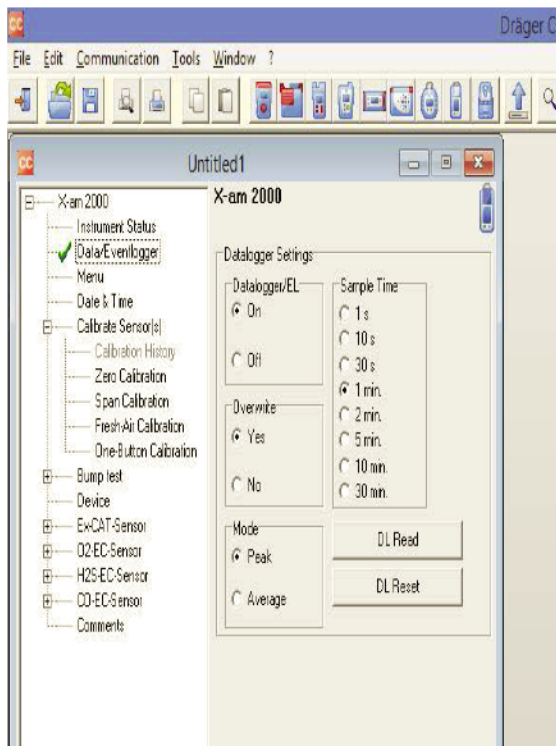 CC
Dräger C
File Edit Communication Tools Window ?
CC
Untitled1
X-am 2000
Instrument Status
Data/Eventlogger
Menu
Date & Time
Calibrate Sensor(s)
Calibration History
Zero Calibration
Span Calibration
Fresh-Air Calibration
One-Button Calibration
Bump test
Device
Ex-CAT-Sensor
O2-EC-Sensor
H2S-EC-Sensor
CO-EC-Sensor
Comments
X-am 2000
Datalogger Settings
Datalogger/EL
On
Off
Overwrite
Yes
No
Mode
Peak
Average
Sample Time
1 s
10 s
30 s
1 min.
2 min.
5 min.
10 min.
30 min.
DL Read
DL Reset